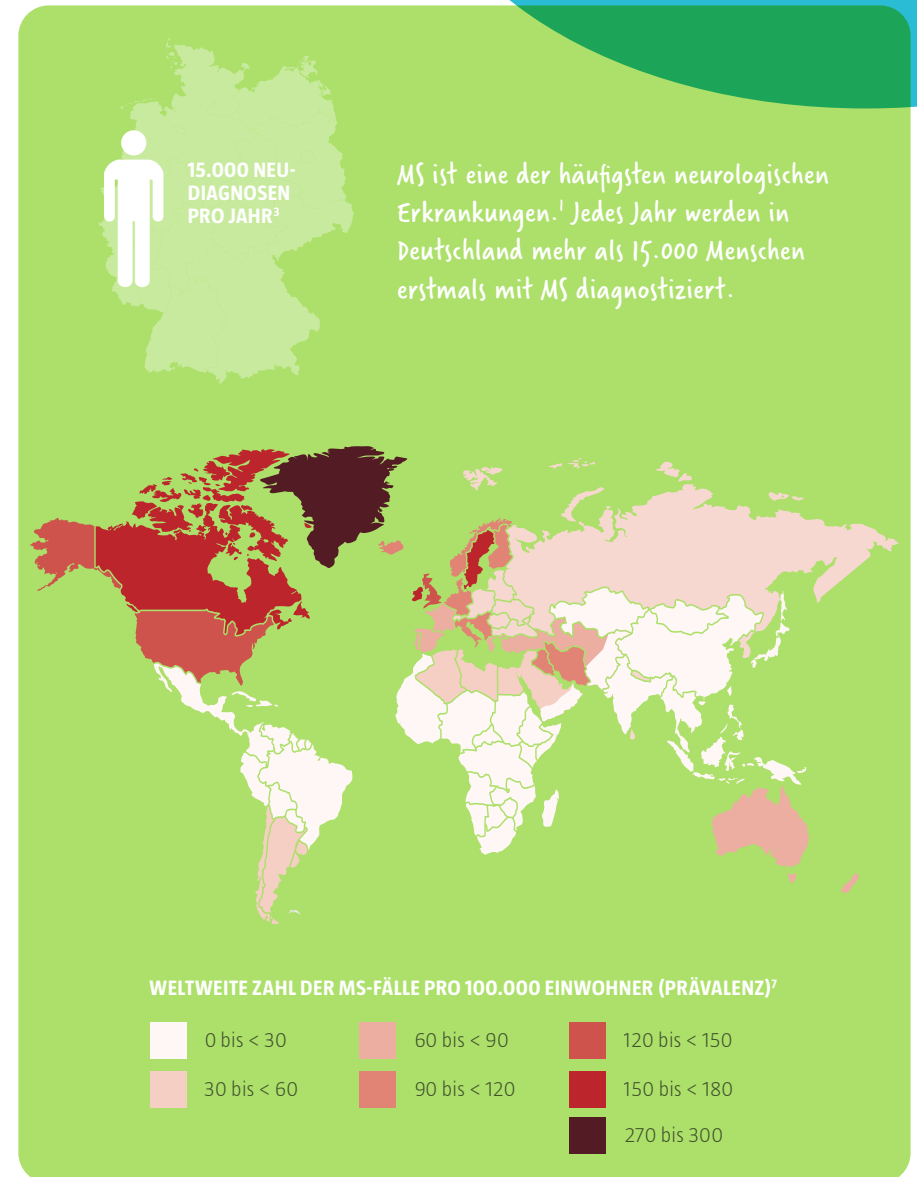 15.000 NEU-
DIAGNOSEN
PRO JAHR³
MS ist eine der häufigsten neurologischen
Erkrankungen.¹ Jedes Jahr werden in
Deutschland mehr als 15.000 Menschen
erstmals mit MS diagnostiziert.
WELTWEITE ZAHL DER MS-FÄLLE PRO 100.000 EINWOHNER (PRÄVALENZ)⁷
0 bis < 30
30 bis < 60
60 bis < 90
90 bis < 120
120 bis < 150
150 bis < 180
270 bis 300